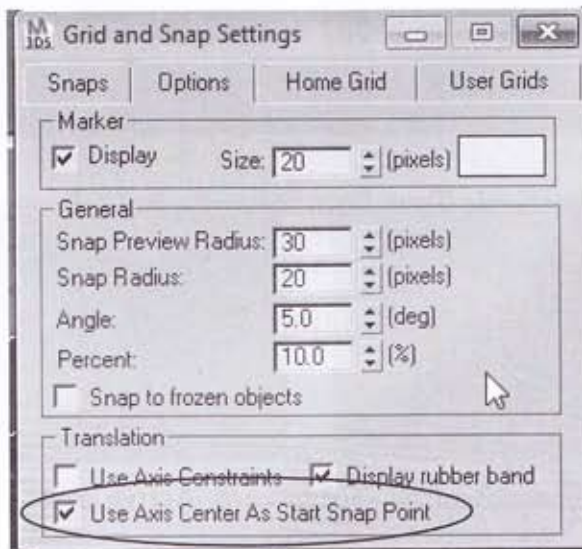 M
3DS Grid and Snap Settings
Snaps Options Home Grid User Grids
Marker
Display Size: 20 (pixels)
General
Snap Preview Radius: 30 (pixels)
Snap Radius: 20 (pixels)
Angle: 5.0 (deg)
Percent: 10.0 (%)
Snap to frozen objects
Translation
Use Axis Constraints Display rubber band
Use Axis Center As Start Snap Point